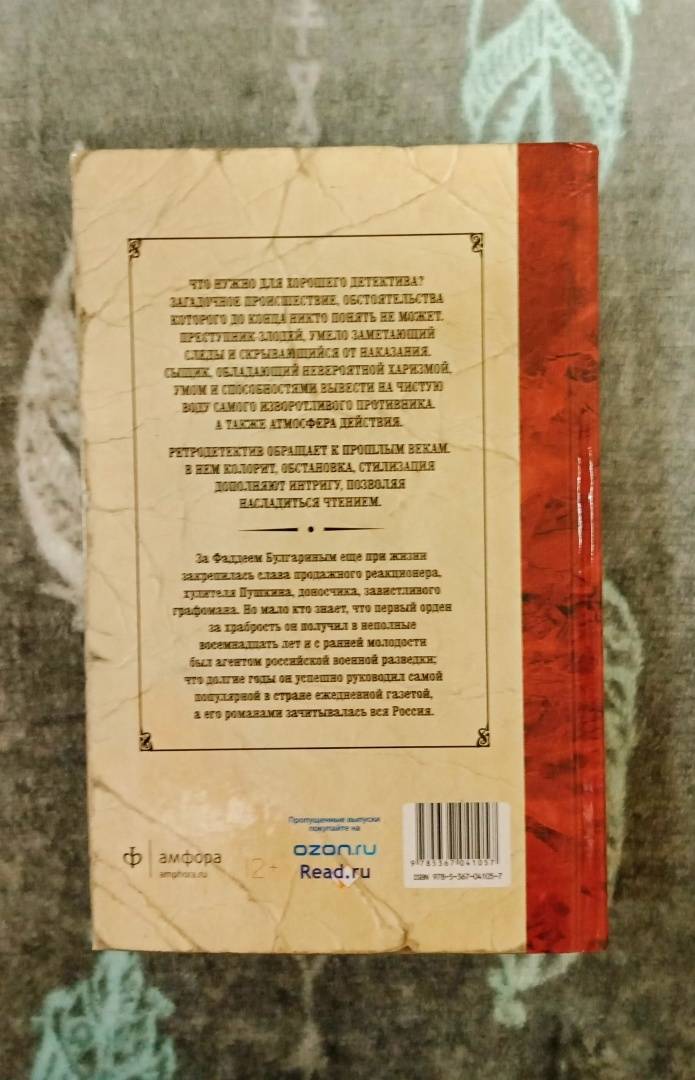 ЧТО НУЖНО ДЛЯ ХОРОШЕГО ДЕТЕКТИВА?
ЗАГАДОЧНОЕ ПРОИСШЕСТВИЕ, ОБСТОЯТЕЛЬСТВА
КОТОРОГО ДО КОНЦА НИКТО ПОНЯТЬ НЕ МОЖЕТ.
ПРЕСТУПНИК-ЗЛОДЕЙ, УМЕЛО ЗАМЕТАЮЩИЙ
СЛЕДЫ И СКРЫВАЮЩИЙСЯ ОТ НАКАЗАНИЯ.
СЫЩИК, ОБЛАДАЮЩИЙ НЕВЕРОЯТНОЙ ХАРИЗМОЙ,
УМОМ И СПОСОБНОСТЯМИ ВЫВЕСТИ НА ЧИСТУЮ
ВОДУ САМОГО ИЗВОРОТЛИВОГО ПРОТИВНИКА.
А ТАКЖЕ АТМОСФЕРА ДЕЙСТВИЯ.
РЕТРОДЕТЕКТИВ ОБРАЩАЕТ К ПРОШЛЫМ ВЕКАМ.
В НЕМ КОЛОРИТ, ОБСТАНОВКА, СТИЛИЗАЦИЯ
ДОПОЛНЯЮТ ИНТРИГУ, ПОЗВОЛЯЯ
НАСЛАДИТЬСЯ ЧТЕНИЕМ.
За Фаддеем Булгариным еще при жизни
закрепилась слава продажного реакционера,
хулителя Пушкина, доносчика, завистливого
графомана. Но мало кто знает, что первый орден
за храбрость он получил в неполные
восемнадцать лет и с ранней молодости
был агентом российской военной разведки;
что долгие годы он успешно руководил самой
популярной в стране ежедневной газетой,
а его романами зачитывалась вся Россия.
Пропущенные выпуски
покупайте на
ozon.ru
Read.ru
амфора
amphora.ru
12+
9 785367 041057
ISBN 978-5-367-04105-7